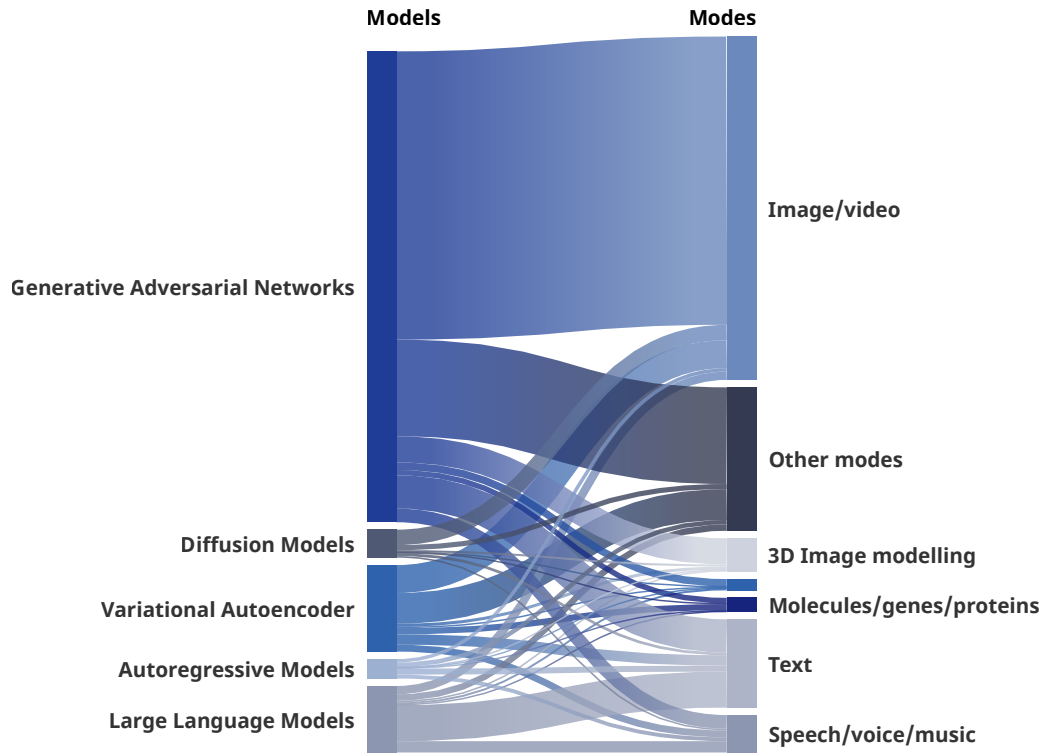 Models
Modes
Generative Adversarial Networks
Diffusion Models
Variational Autoencoder
Autoregressive Models
Large Language Models
Image/video
Other modes
3D Image modelling
Molecules/genes/proteins
Text
Speech/voice/music